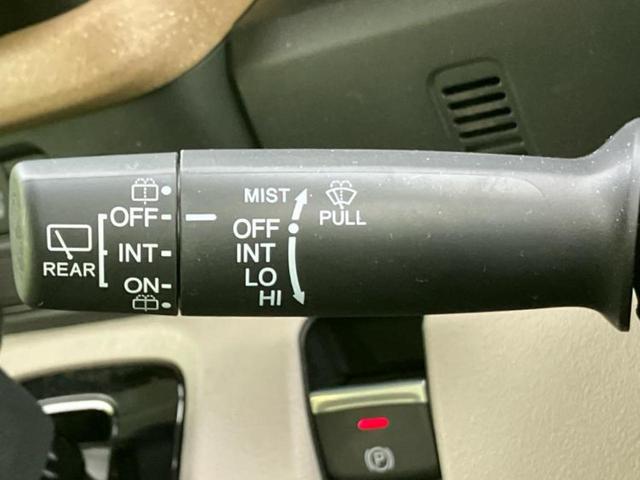 REAR
OFF
INT
ON
MIST
OFF
INT
LO
HI
PULL
P